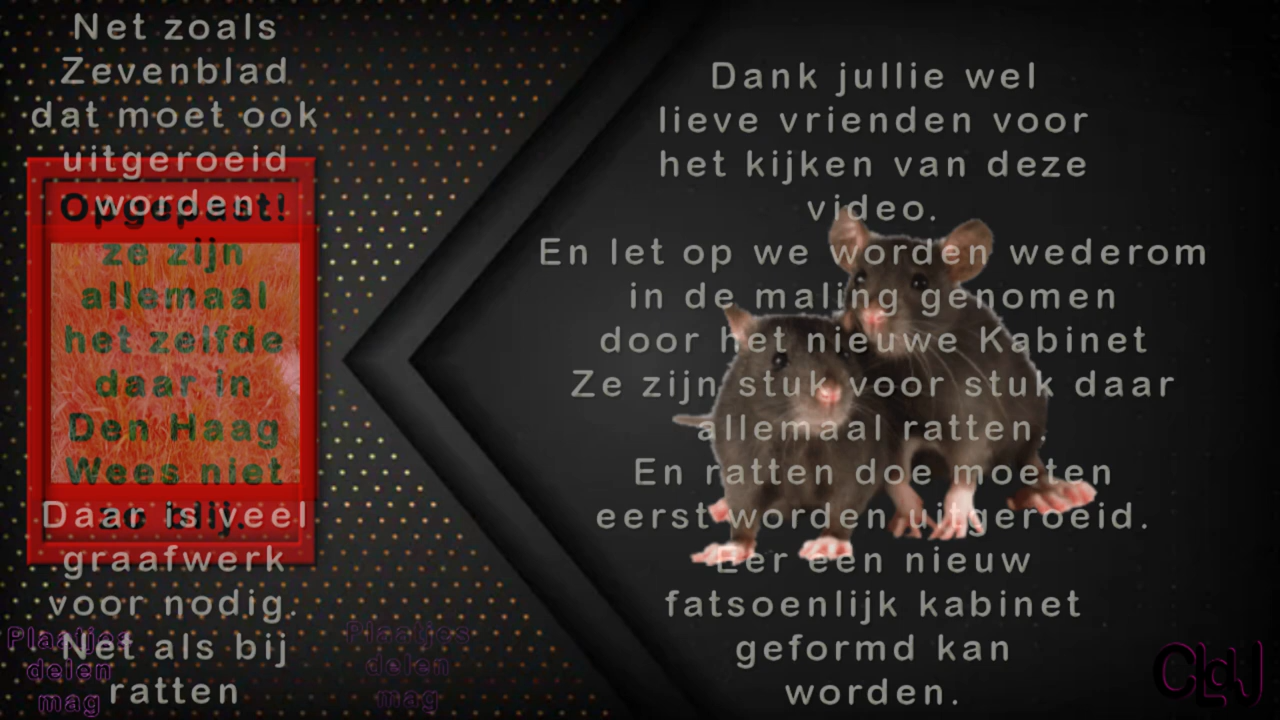 Net zoals
Zevenblad
dat moet ook
uitgeroeid
worden.
Opgepast!
ze zijn
allemaal
het zelfde
daar in
Den Haag
Wees niet
zo blij.
Daar is veel
graafwerk
voor nodig.
Net als bij
ratten
Plaatjes
delen
mag
Plaatjes
delen
mag
Dank jullie wel
lieve vrienden voor
het kijken van deze
video.
En let op we worden wederom
in de maling genomen
door het nieuwe Kabinet
Ze zijn stuk voor stuk daar
allemaal ratten.
En ratten doe moeten
eerst worden uitgeroeid.
Eer een nieuw
fatsoenlijk kabinet
geformd kan
worden.